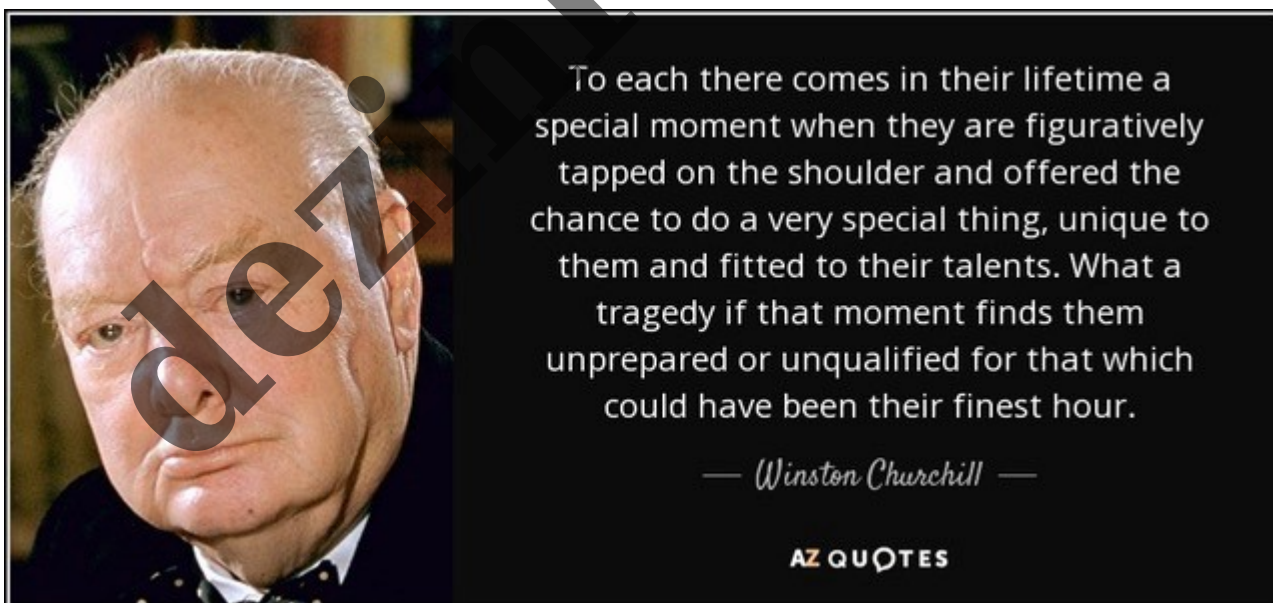 To each there comes in their lifetime a
special moment when they are figuratively
tapped on the shoulder and offered the
chance to do a very special thing, unique to
them and fitted to their talents. What a
tragedy if that moment finds them
unprepared or unqualified for that which
could have been their finest hour.
— Winston Churchill —
AZ QUOTES